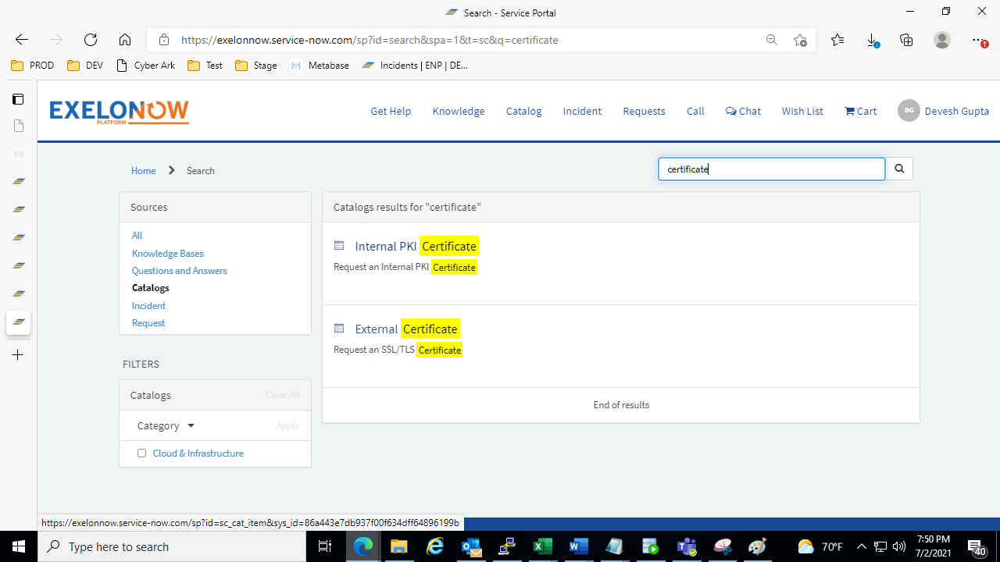 Search - Service Portal
https://exelonnow.service-now.com/sp?id=search&spa=1&t=sc&q=certificate
PROD DEV Cyber Ark Test Stage Metabase Incidents | ENP | DE...
EXELONNOW
PLATFORM
Get Help Knowledge Catalog Incident Requests Call Chat Wish List Cart DG Devesh Gupta
Home Search
certificate
Sources
All
Knowledge Bases
Questions and Answers
Catalogs
Incident
Request
FILTERS
Catalogs Clear All
Category Apply
Cloud & Infrastructure
Catalogs results for "certificate"
Internal PKI Certificate
Request an Internal PKI Certificate
External Certificate
Request an SSL/TLS Certificate
End of results
https://exelonnow.service-now.com/sp?id=sc_cat_item&sys_id=86a443e7db937f00f634dff64896199b
Type here to search
70°F
7:50 PM
7/2/2021
40